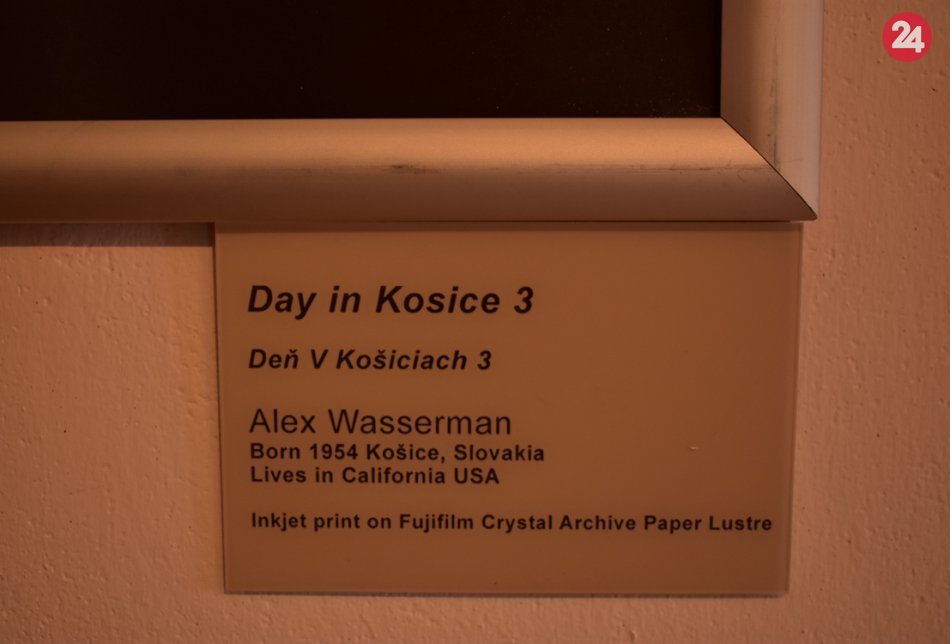 24
Day in Kosice 3
Deň V Košiciach 3
Alex Wasserman
Born 1954 Košice, Slovakia
Lives in California USA
Inkjet print on Fujifilm Crystal Archive Paper Lustre